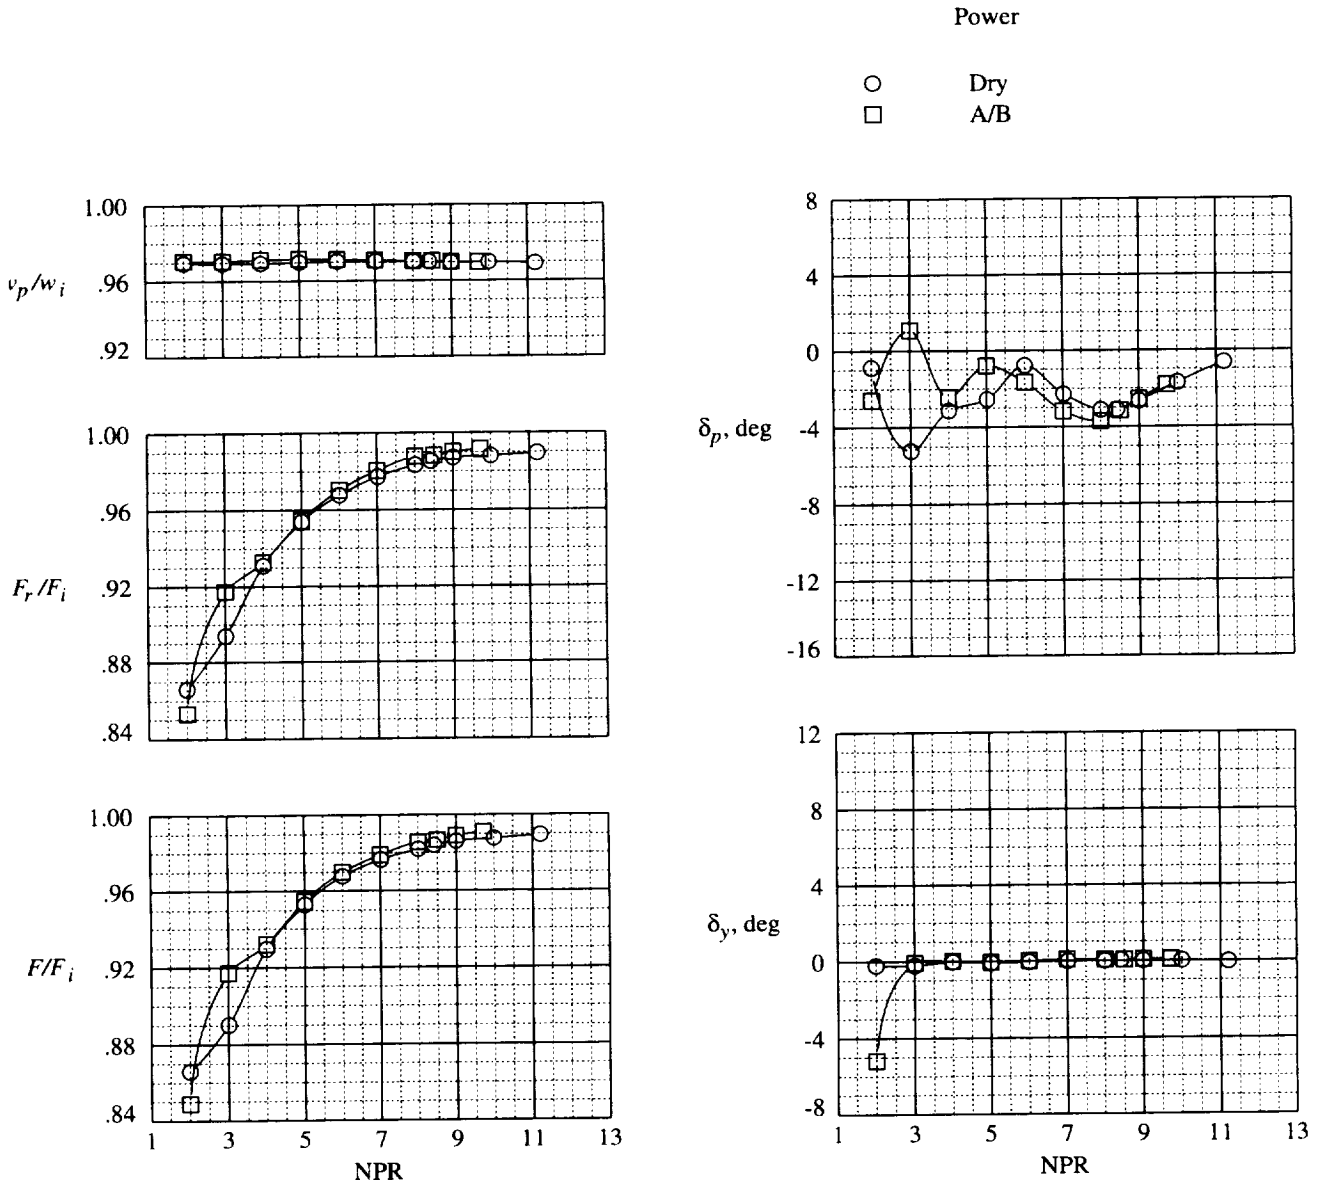 Power
Dry
A/B
1.00
.96
.92
v_p/w_i
1.00
.96
.92
.88
.84
F_r/F_i
1.00
.96
.92
.88
.84
F/F_i
1 3 5 7 9 11 13
NPR
8
4
0
-4
-8
-12
-16
δ_p, deg
12
8
4
0
-4
-8
δ_y, deg
1 3 5 7 9 11 13
NPR